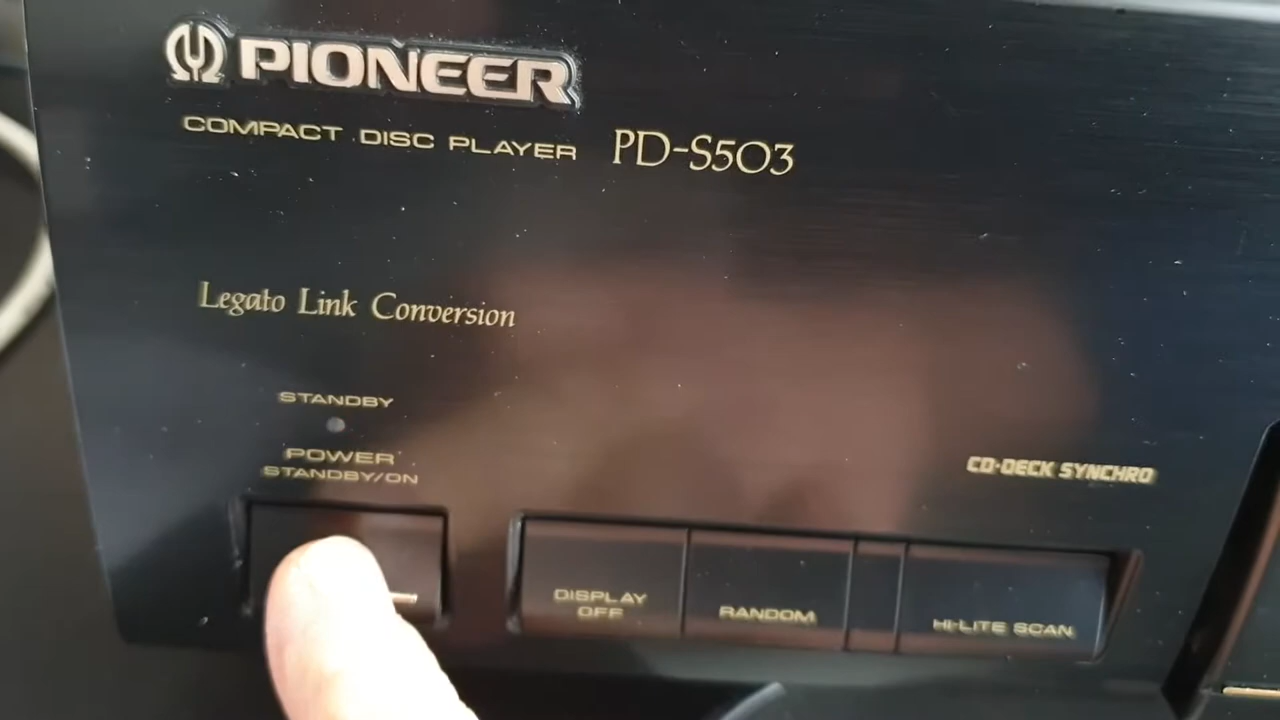 PIONEER
COMPACT DISC PLAYER PD-S503
Legato Link Conversion
STANDBY
POWER
STANDBY/ON
CD·DECK SYNCHRO
DISPLAY
OFF
RANDOM
HI-LITE SCAN